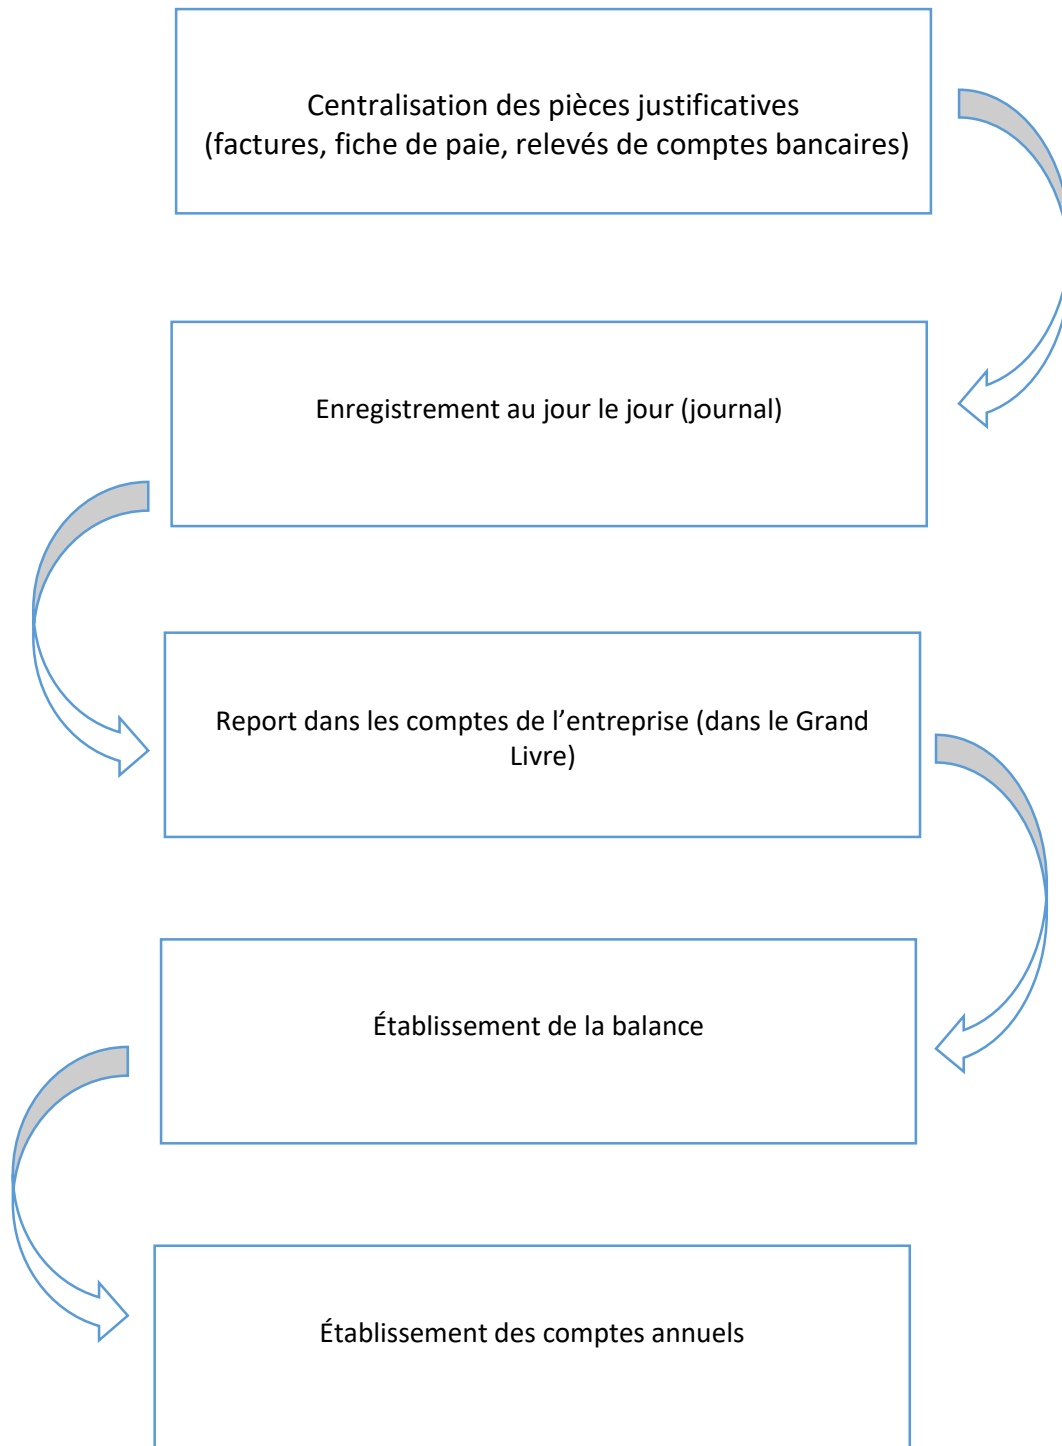 Centralisation des pièces justificatives
(factures, fiche de paie, relevés de comptes bancaires)
Enregistrement au jour le jour (journal)
Report dans les comptes de l’entreprise (dans le Grand
Livre)
Établissement de la balance
Établissement des comptes annuels